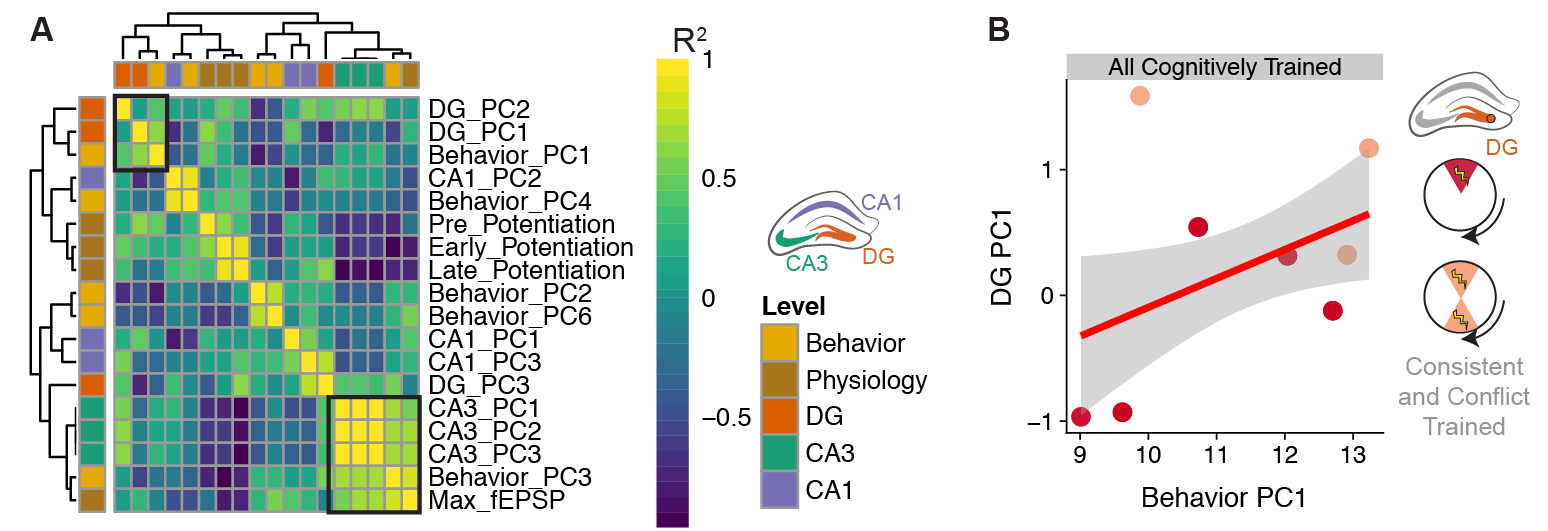 A
DG_PC2
DG_PC1
Behavior_PC1
CA1_PC2
Behavior_PC4
Pre_Potentiation
Early_Potentiation
Late_Potentiation
Behavior_PC2
Behavior_PC6
CA1_PC1
CA1_PC3
DG_PC3
CA3_PC1
CA3_PC2
CA3_PC3
Behavior_PC3
Max_fEPSP
R²
1
0.5
0
−0.5
CA1
CA3
DG
Level
Behavior
Physiology
DG
CA3
CA1
B
All Cognitively Trained
DG PC1
1
0
−1
9 10 11 12 13
Behavior PC1
DG
Consistent
and Conflict
Trained